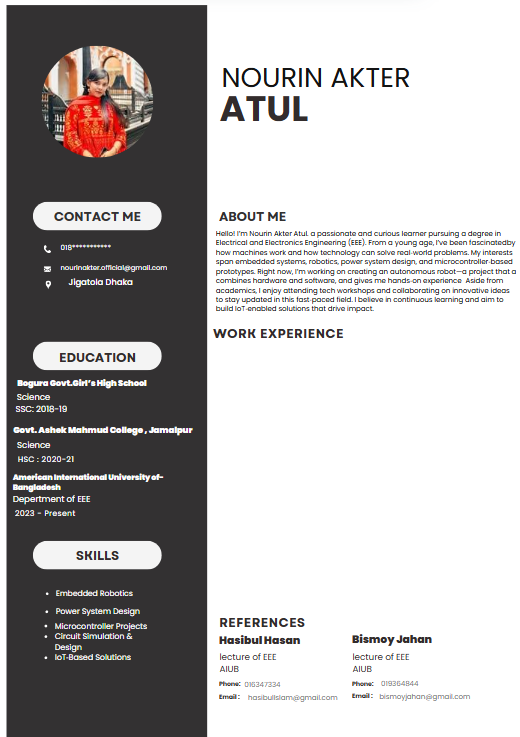 NOURIN AKTER
ATUL
CONTACT ME
018***********
nourinakter.official@gmail.com
Jigatola Dhaka
EDUCATION
Bogura Govt.Girl's High School
Science
SSC: 2018-19
Govt. Ashek Mahmud College , Jamalpur
Science
HSC : 2020-21
American International University of-
Bangladesh
Depertment of EEE
2023 - Present
SKILLS
• Embedded Robotics
• Power System Design
• Microcontroller Projects
• Circuit Simulation &
Design
• IoT-Based Solutions
ABOUT ME
Hello! I'm Nourin Akter Atul. a passionate and curious learner pursuing a degree in
Electrical and Electronics Engineering (EEE). From a young age, I've been fascinatedby
how machines work and how technology can solve real-world problems. My interests
span embedded systems, robotics, power system design, and microcontroller-based
prototypes. Right now, I'm working on creating an autonomous robot—a project that a
combines hardware and software, and gives me hands-on experience Aside from
academics, I enjoy attending tech workshops and collaborating on innovative ideas
to stay updated in this fast-paced field. I believe in continuous learning and aim to
build IoT-enabled solutions that drive impact.
WORK EXPERIENCE
REFERENCES
Hasibul Hasan
lecture of EEE
AIUB
Phone: 016347334
Email : hasibulislam@gmail.com
Bismoy Jahan
lecture of EEE
AIUB
Phone: 019364844
Email : bismoyjahan@gmail.com